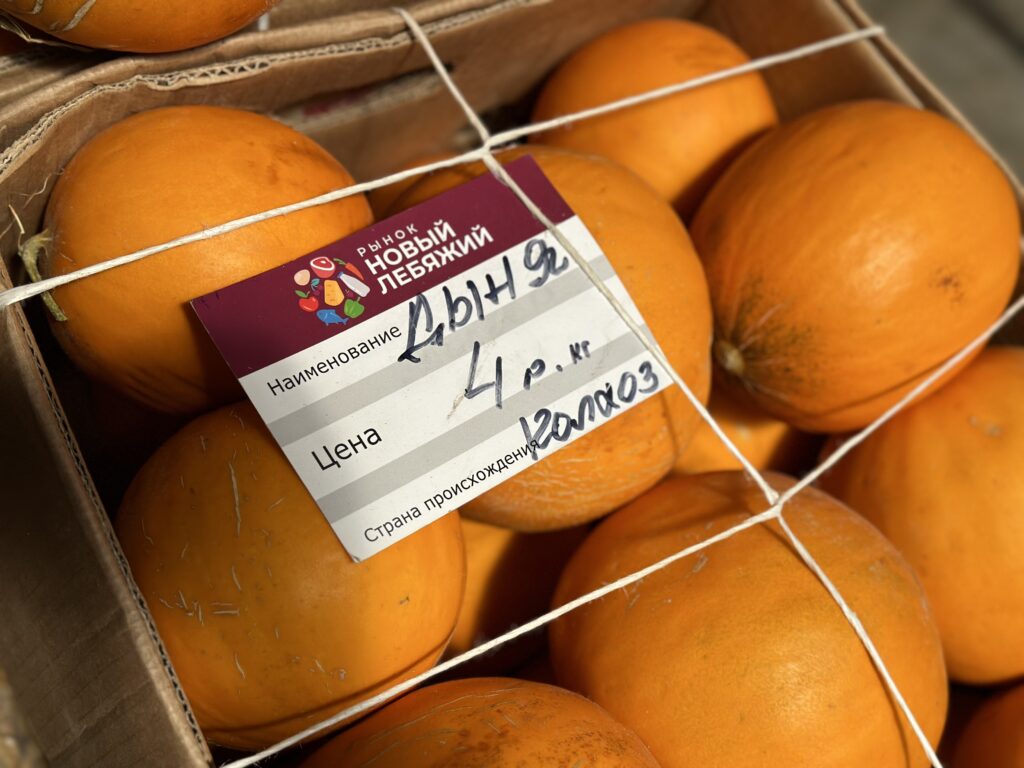 РЫНОК
НОВЫЙ
ЛЕБЯЖИЙ
Наименование дыня
Цена 4 р. кг
Страна происхождения колхоз